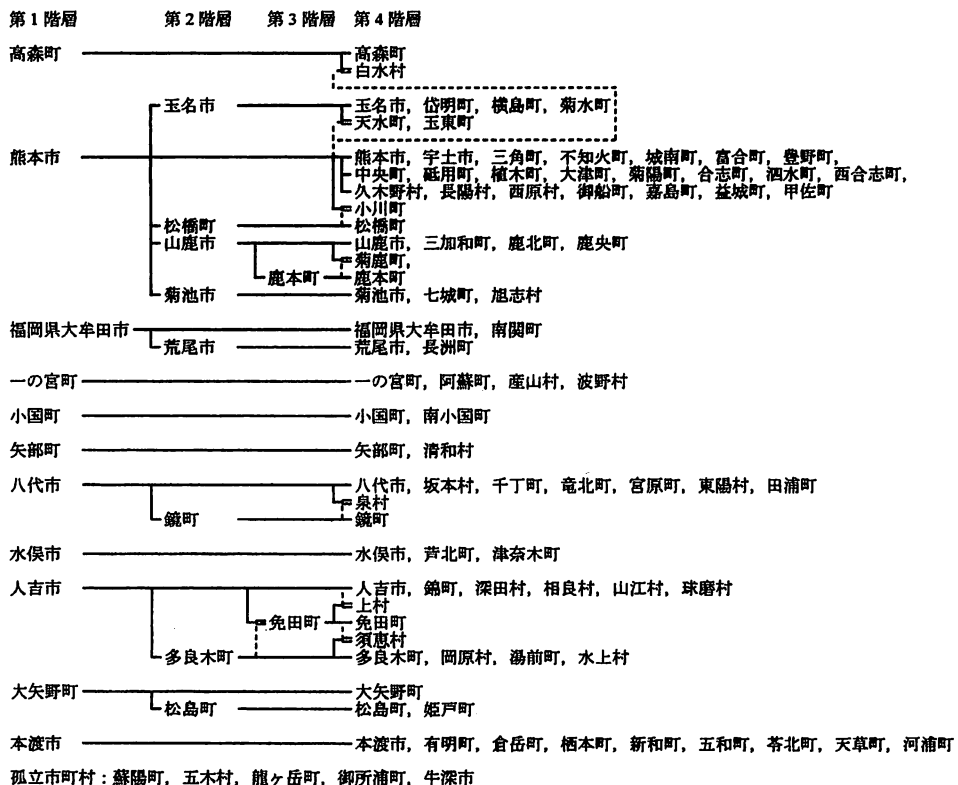 第1階層 第2階層 第3階層 第4階層
高森町 高森町
白水村
玉名市 玉名市，岱明町，横島町，菊水町
天水町，玉東町
熊本市 熊本市，宇土市，三角町，不知火町，城南町，富合町，豊野町，
中央町，砥用町，植木町，大津町，菊陽町，合志町，泗水町，西合志町，
久木野村，長陽村，西原村，御船町，嘉島町，益城町，甲佐町
小川町
松橋町 松橋町
山鹿市 山鹿市，三加和町，鹿北町，鹿央町
菊鹿町，
鹿本町 鹿本町
菊池市 菊池市，七城町，旭志村
福岡県大牟田市 福岡県大牟田市，南関町
荒尾市 荒尾市，長洲町
一の宮町 一の宮町，阿蘇町，産山村，波野村
小国町 小国町，南小国町
矢部町 矢部町，清和村
八代市 八代市，坂本村，千丁町，竜北町，宮原町，東陽村，田浦町
泉村
鏡町 鏡町
水俣市 水俣市，芦北町，津奈木町
人吉市 人吉市，錦町，深田村，相良村，山江村，球磨村
上村
免田町 免田町
須恵村
多良木町 多良木町，岡原村，湯前町，水上村
大矢野町 大矢野町
松島町 松島町，姫戸町
本渡市 本渡市，有明町，倉岳町，栖本町，新和町，五和町，苓北町，天草町，河浦町
孤立市町村：蘇陽町，五木村，龍ヶ岳町，御所浦町，牛深市